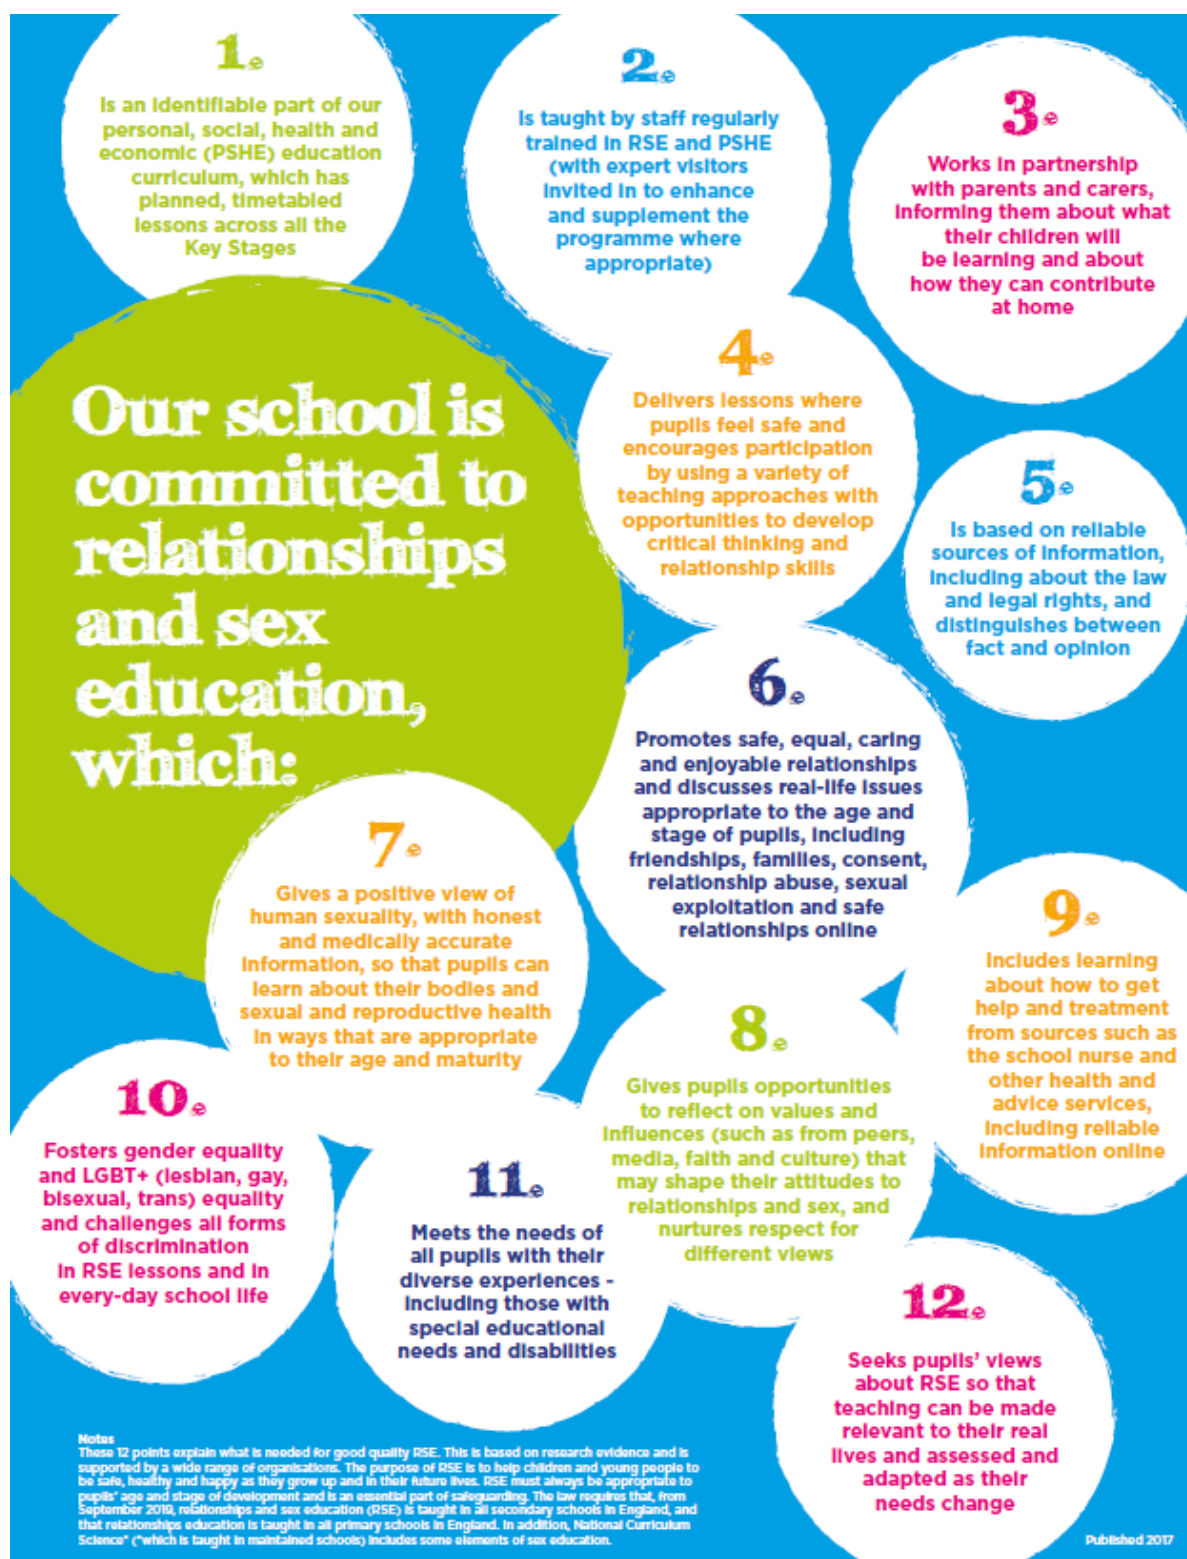 1.
Is an identifiable part of our
personal, social, health and
economic (PSHE) education
curriculum, which has
planned, timetabled
lessons across all the
Key Stages
2.
Is taught by staff regularly
trained in RSE and PSHE
(with expert visitors
invited in to enhance
and supplement the
programme where
appropriate)
3.
Works in partnership
with parents and carers,
informing them about what
their children will
be learning and about
how they can contribute
at home
Our school is
committed to
relationships
and sex
education,
which:
4.
Delivers lessons where
pupils feel safe and
encourages participation
by using a variety of
teaching approaches with
opportunities to develop
critical thinking and
relationship skills
5.
Is based on reliable
sources of information,
including about the law
and legal rights, and
distinguishes between
fact and opinion
6.
Promotes safe, equal, caring
and enjoyable relationships
and discusses real-life issues
appropriate to the age and
stage of pupils, including
friendships, families, consent,
relationship abuse, sexual
exploitation and safe
relationships online
7.
Gives a positive view of
human sexuality, with honest
and medically accurate
information, so that pupils can
learn about their bodies and
sexual and reproductive health
in ways that are appropriate
to their age and maturity
8.
Gives pupils opportunities
to reflect on values and
influences (such as from peers,
media, faith and culture) that
may shape their attitudes to
relationships and sex, and
nurtures respect for
different views
9.
Includes learning
about how to get
help and treatment
from sources such as
the school nurse and
other health and
advice services,
including reliable
information online
10.
Fosters gender equality
and LGBT+ (lesbian, gay,
bisexual, trans) equality
and challenges all forms
of discrimination
in RSE lessons and in
every-day school life
11.
Meets the needs of
all pupils with their
diverse experiences -
including those with
special educational
needs and disabilities
12.
Seeks pupils' views
about RSE so that
teaching can be made
relevant to their real
lives and assessed and
adapted as their
needs change
Notes
These 12 points explain what is needed for good quality RSE. This is based on research evidence and is
supported by a wide range of organisations. The purpose of RSE is to help children and young people to
be safe, healthy and happy as they grow up and in their future lives. RSE must always be appropriate to
pupils' age and stage of development and is an essential part of safeguarding. The law requires that, from
September 2019, relationships and sex education (RSE) is taught in all secondary schools in England, and
that relationships education is taught in all primary schools in England. In addition, National Curriculum
Science* (*which is taught in maintained schools) includes some elements of sex education.
Published 2017